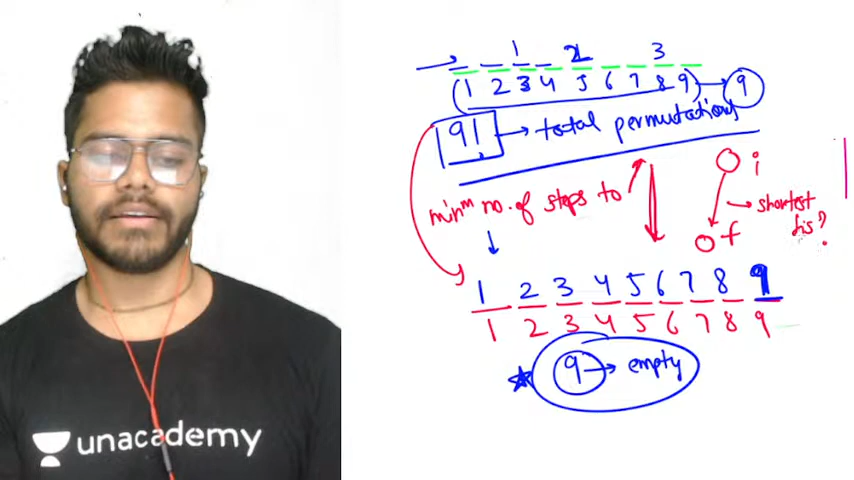 1 2 3
1 2 3 4 5 6 7 8 9 → 9
9! → total permutations
i
min^m no. of steps to
→ shortest
dis?
f
1 2 3 4 5 6 7 8 9
1 2 3 4 5 6 7 8 9
9 → empty
unacademy